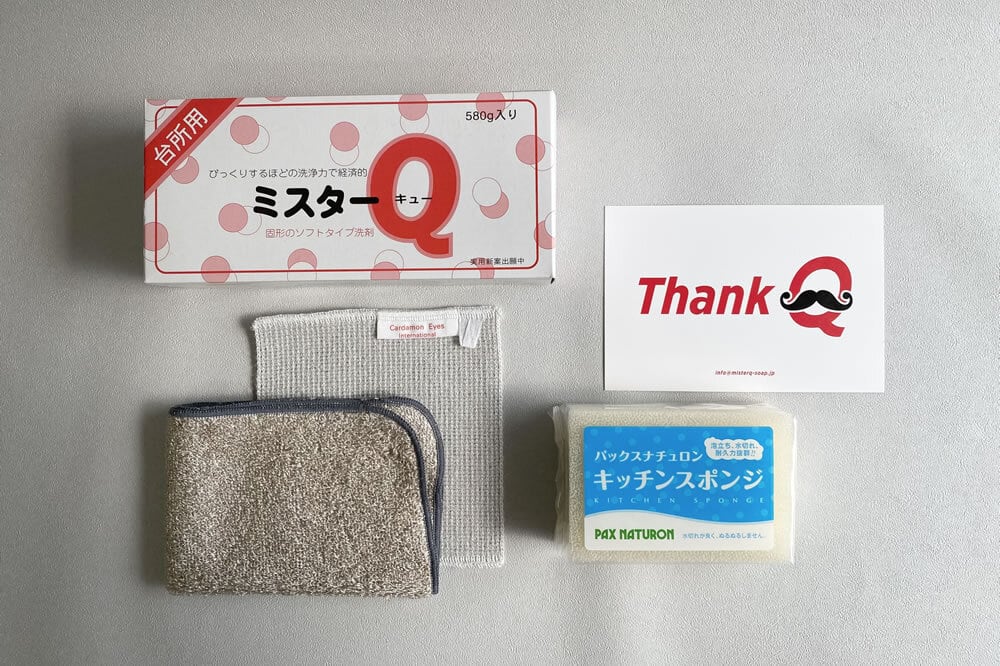 台所用
580g入り
びっくりするほどの洗浄力で経済的
ミスターQ
キュー
固形のソフトタイプ洗剤
実用新案出願中
Thank Q
info@misterq-soap.jp
Cardamon Eyes
International
泡立ち、水切れ、
耐久力抜群!!
パックスナチュロン
キッチンスポンジ
KITCHEN SPONGE
PAX NATURON
水切れが良く、ぬるぬるしません。